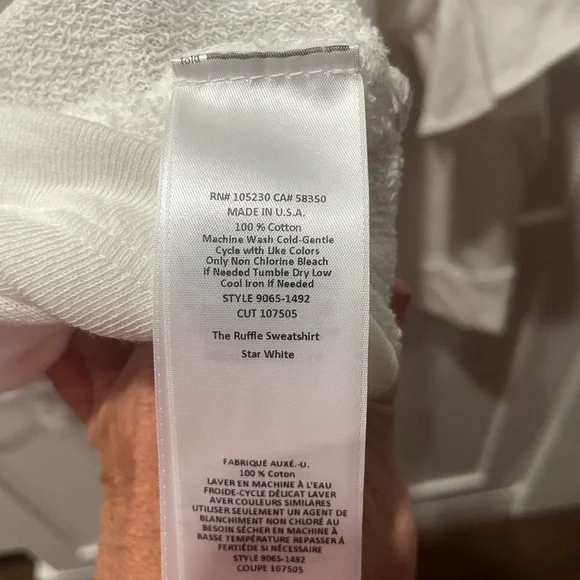 fold
RN# 105230 CA# 58350
MADE IN U.S.A.
100 % Cotton
Machine Wash Cold-Gentle
Cycle with Like Colors
Only Non Chlorine Bleach
if Needed Tumble Dry Low
Cool Iron if Needed
STYLE 9065-1492
CUT 107505
The Ruffle Sweatshirt
Star White
FABRIQUÉ AUXÉ.-U.
100 % Coton
LAVER EN MACHINE À L'EAU
FROIDE-CYCLE DÉLICAT LAVER
AVER COULEURS SIMILAIRES
UTILISER SEULEMENT UN AGENT DE
BLANCHIMENT NON CHLORÉ AU
BESOIN SÉCHER EN MACHINE À
BASSE TEMPÉRATURE REPASSER Á
FERTIÈDE SI NÉCESSAIRE
STYLE 9065-1492
COUPE 107505